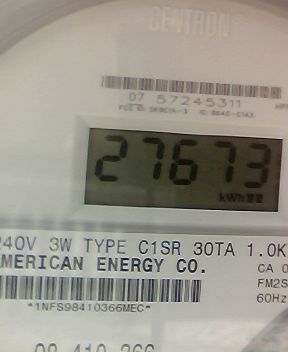 CENTRON
07 57245311
27673
kWh
240V 3W TYPE C1SR 30TA 1.0K
AMERICAN ENERGY CO.
CA 0
FM2S
60Hz
*1NFS98410366MEC*